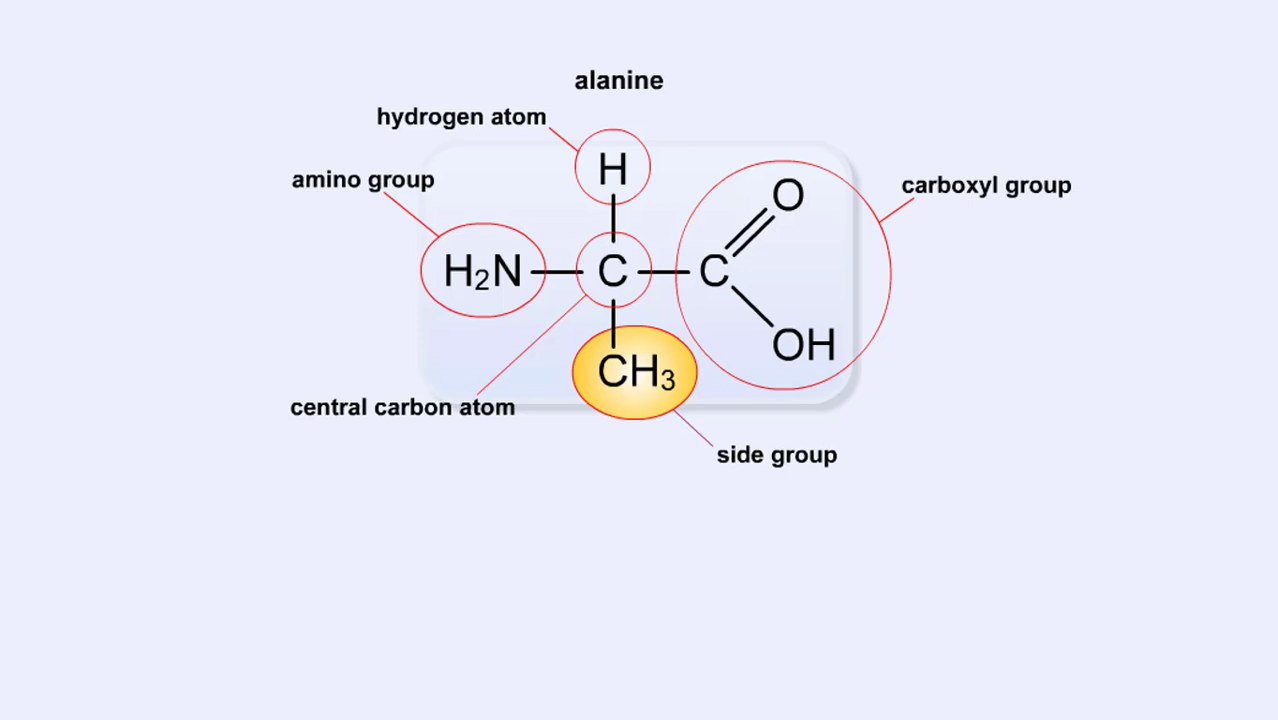 alanine
hydrogen atom
H
amino group
carboxyl group
O
H₂N
C
C
OH
CH₃
central carbon atom
side group